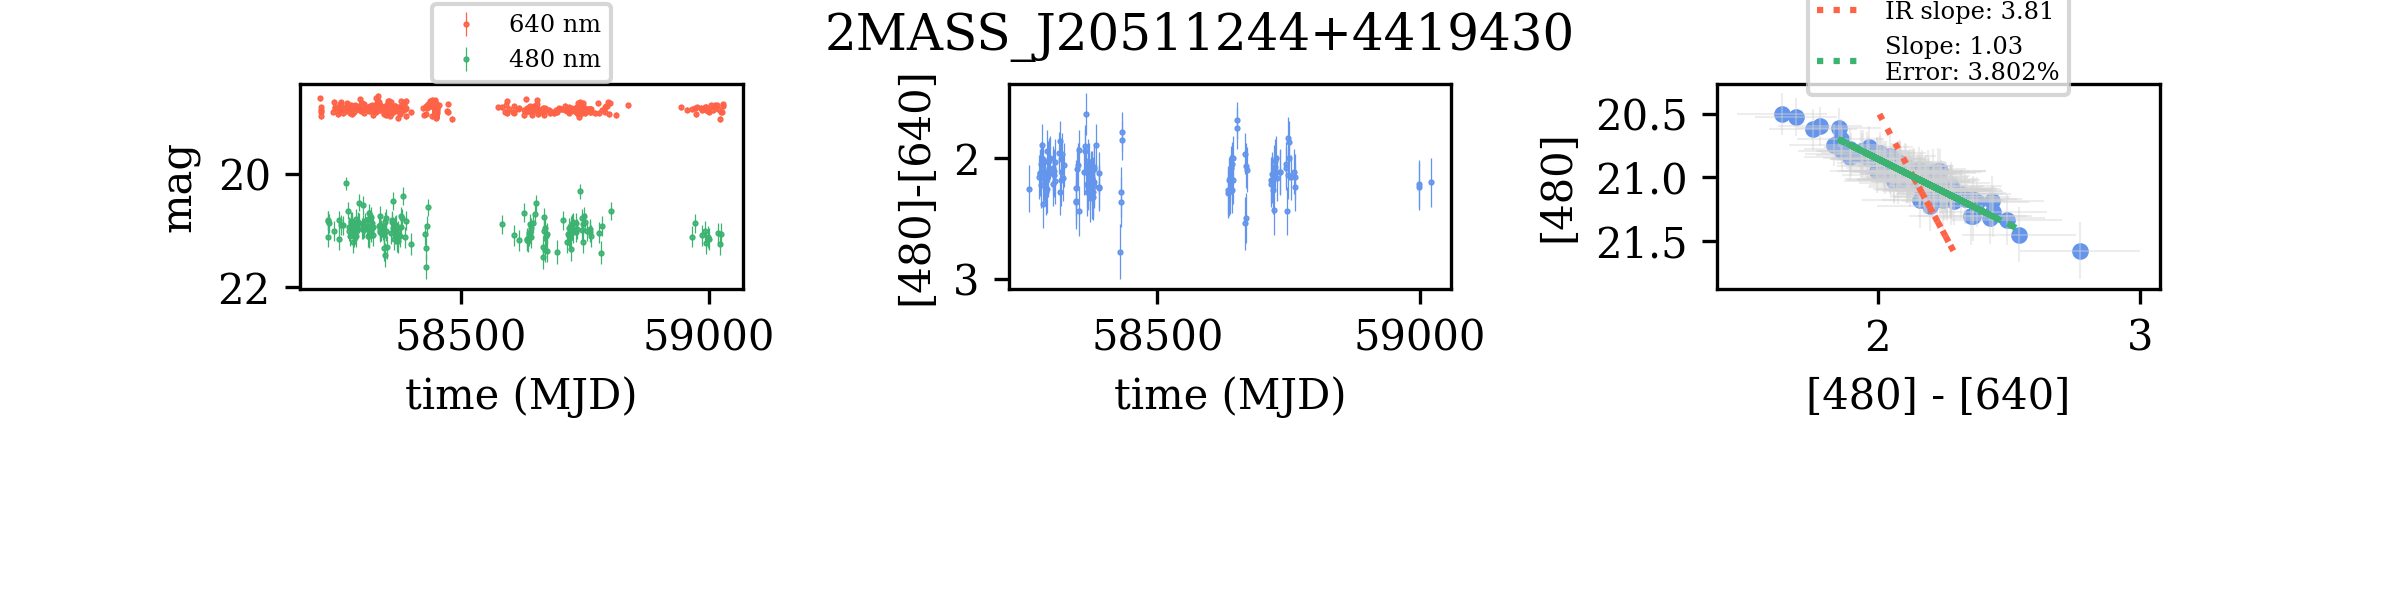 2MASS_J20511244+4419430
640 nm
480 nm
mag
20
22
58500
59000
time (MJD)
[480]-[640]
2
3
58500
59000
time (MJD)
IR slope: 3.81
Slope: 1.03
Error: 3.802%
[480]
20.5
21.0
21.5
2
3
[480] - [640]